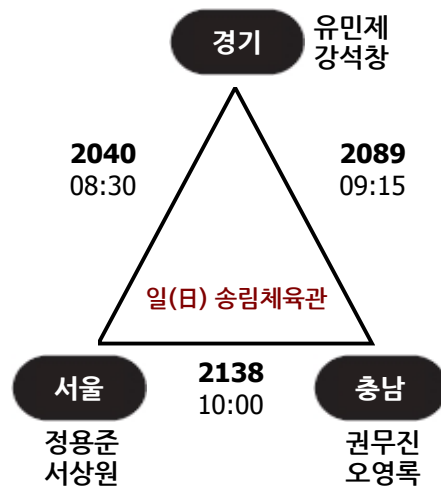 경기
유민제
강석창
2040
08:30
2089
09:15
일(日) 송림체육관
서울
2138
10:00
충남
정용준
서상원
권무진
오영록